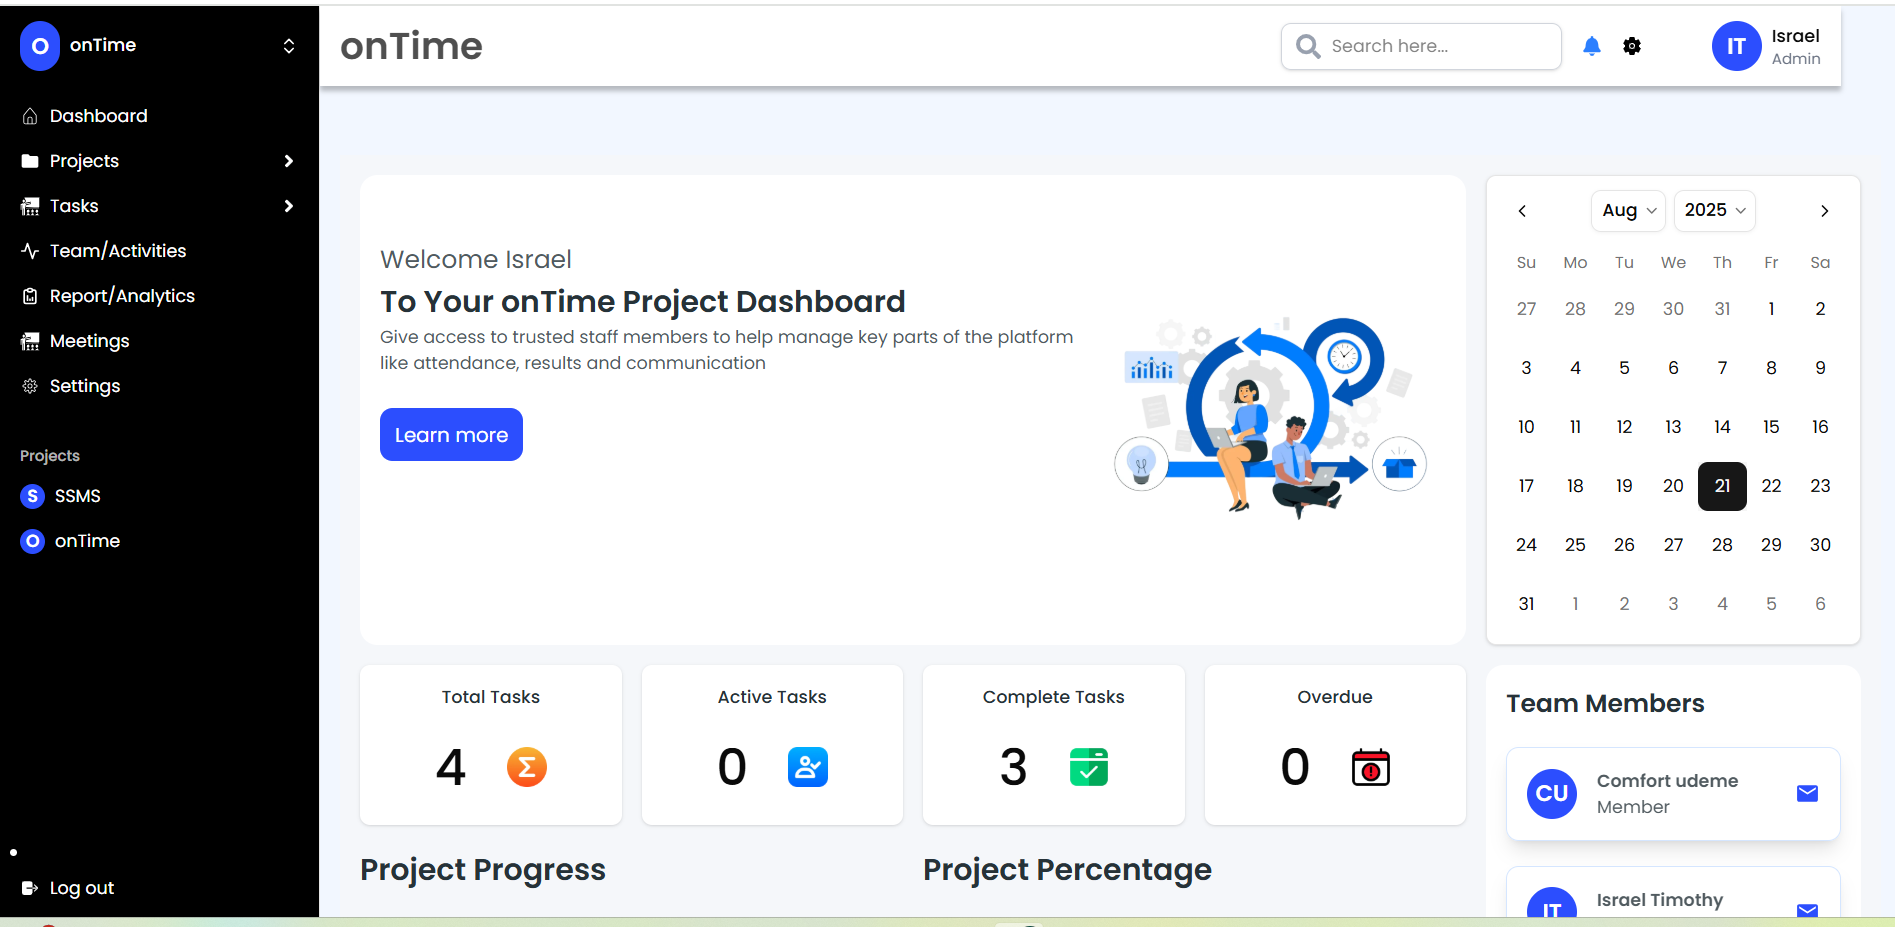 O onTime
Dashboard
Projects
Tasks
Team/Activities
Report/Analytics
Meetings
Settings
Projects
S SSMS
O onTime
Log out
onTime
Search here...
IT Israel
Admin
Welcome Israel
To Your onTime Project Dashboard
Give access to trusted staff members to help manage key parts of the platform
like attendance, results and communication
Learn more
Aug 2025
Su Mo Tu We Th Fr Sa
27 28 29 30 31 1 2
3 4 5 6 7 8 9
10 11 12 13 14 15 16
17 18 19 20 21 22 23
24 25 26 27 28 29 30
31 1 2 3 4 5 6
Total Tasks
4 Σ
Active Tasks
0
Complete Tasks
3
Overdue
0
Project Progress
Project Percentage
Team Members
CU Comfort udeme
Member
IT Israel Timothy